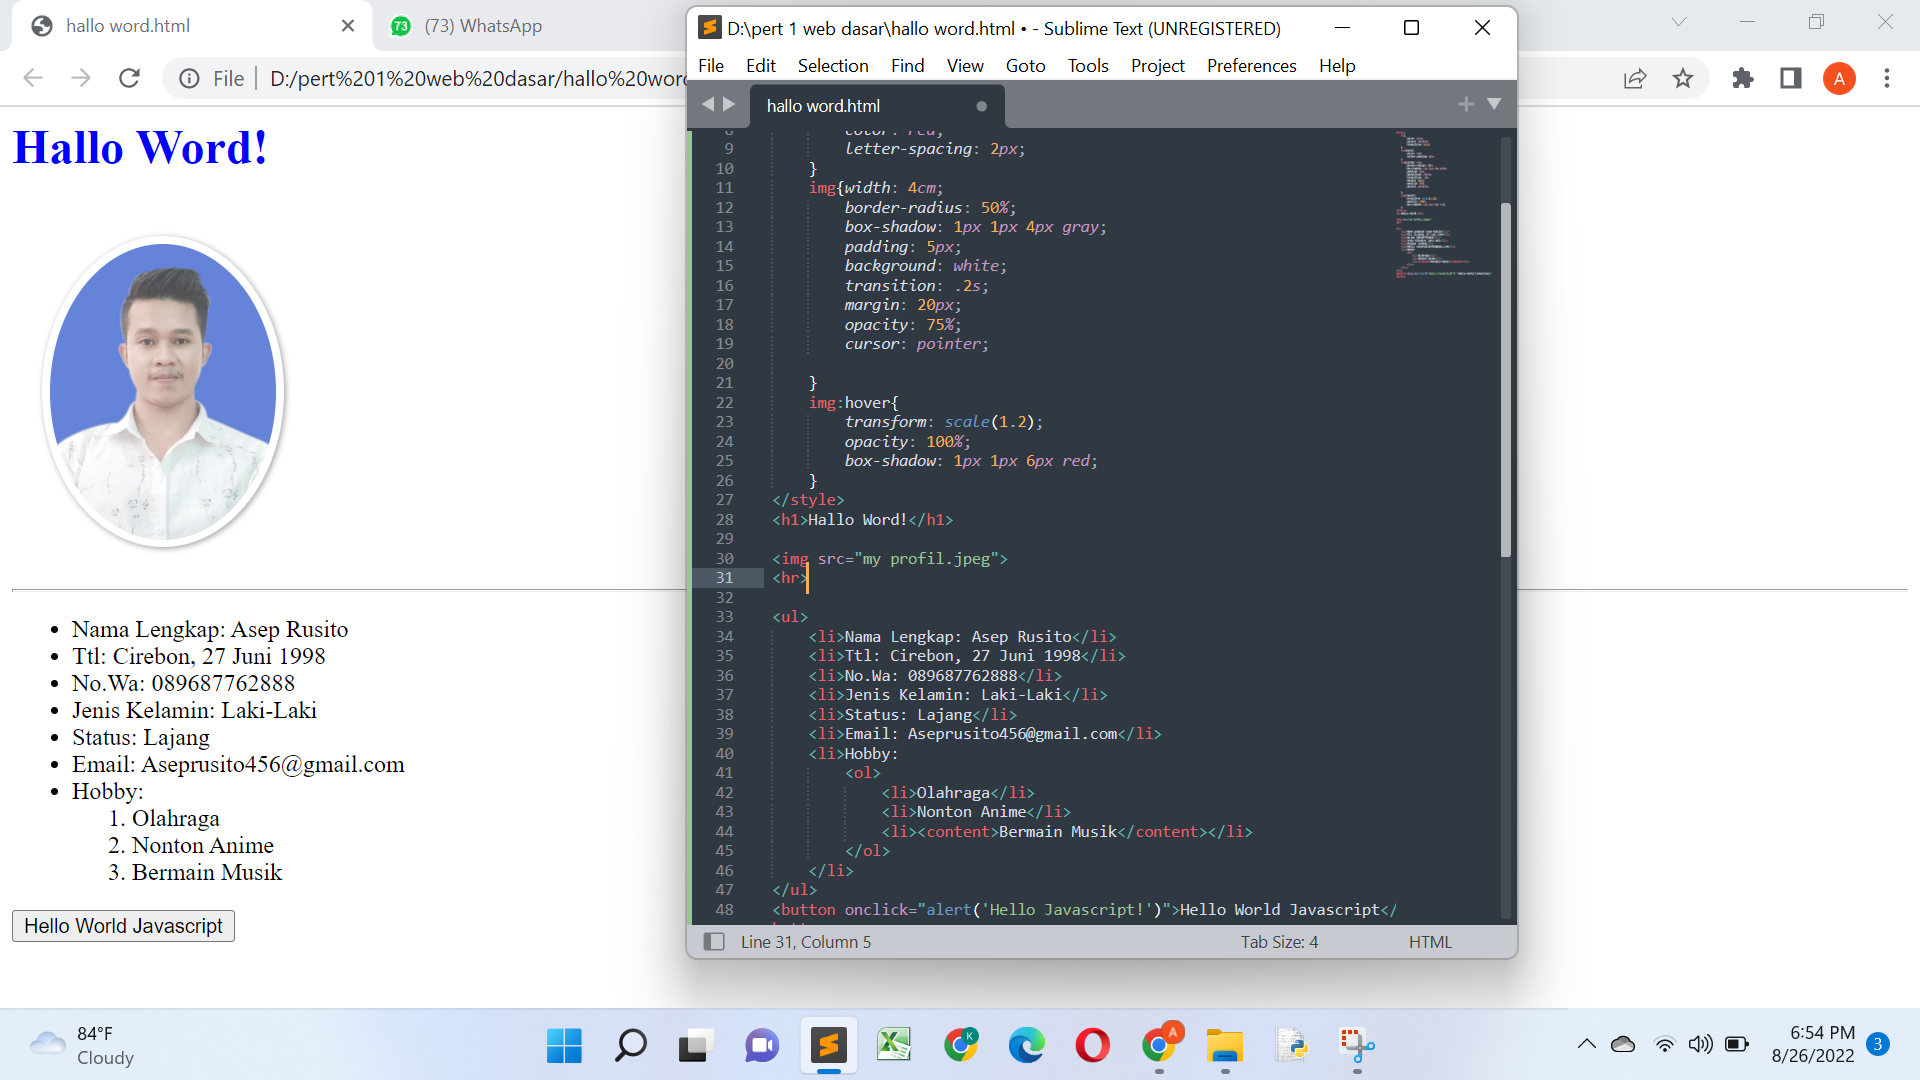 hallo word.html
(73) WhatsApp
File
D:/pert%201%20web%20dasar/hallo%20word
A
Hallo Word!
• Nama Lengkap: Asep Rusito
• Ttl: Cirebon, 27 Juni 1998
• No.Wa: 089687762888
• Jenis Kelamin: Laki-Laki
• Status: Lajang
• Email: Aseprusito456@gmail.com
• Hobby:
1. Olahraga
2. Nonton Anime
3. Bermain Musik
Hello World Javascript
D:\pert 1 web dasar\hallo word.html • - Sublime Text (UNREGISTERED)
File Edit Selection Find View Goto Tools Project Preferences Help
hallo word.html
8 color: red;
9 letter-spacing: 2px;
10 }
11 img{width: 4cm;
12 border-radius: 50%;
13 box-shadow: 1px 1px 4px gray;
14 padding: 5px;
15 background: white;
16 transition: .2s;
17 margin: 20px;
18 opacity: 75%;
19 cursor: pointer;
20
21 }
22 img:hover{
23 transform: scale(1.2);
24 opacity: 100%;
25 box-shadow: 1px 1px 6px red;
26 }
27 </style>
28 <h1>Hallo Word!</h1>
29
30 <img src="my profil.jpeg">
31 <hr>
32
33 <ul>
34 <li>Nama Lengkap: Asep Rusito</li>
35 <li>Ttl: Cirebon, 27 Juni 1998</li>
36 <li>No.Wa: 089687762888</li>
37 <li>Jenis Kelamin: Laki-Laki</li>
38 <li>Status: Lajang</li>
39 <li>Email: Aseprusito456@gmail.com</li>
40 <li>Hobby:
41 <ol>
42 <li>Olahraga</li>
43 <li>Nonton Anime</li>
44 <li><content>Bermain Musik</content></li>
45 </ol>
46 </li>
47 </ul>
48 <button onclick="alert('Hello Javascript!')">Hello World Javascript</
Line 31, Column 5
Tab Size: 4
HTML
84°F
Cloudy
K
A
6:54 PM
8/26/2022
3